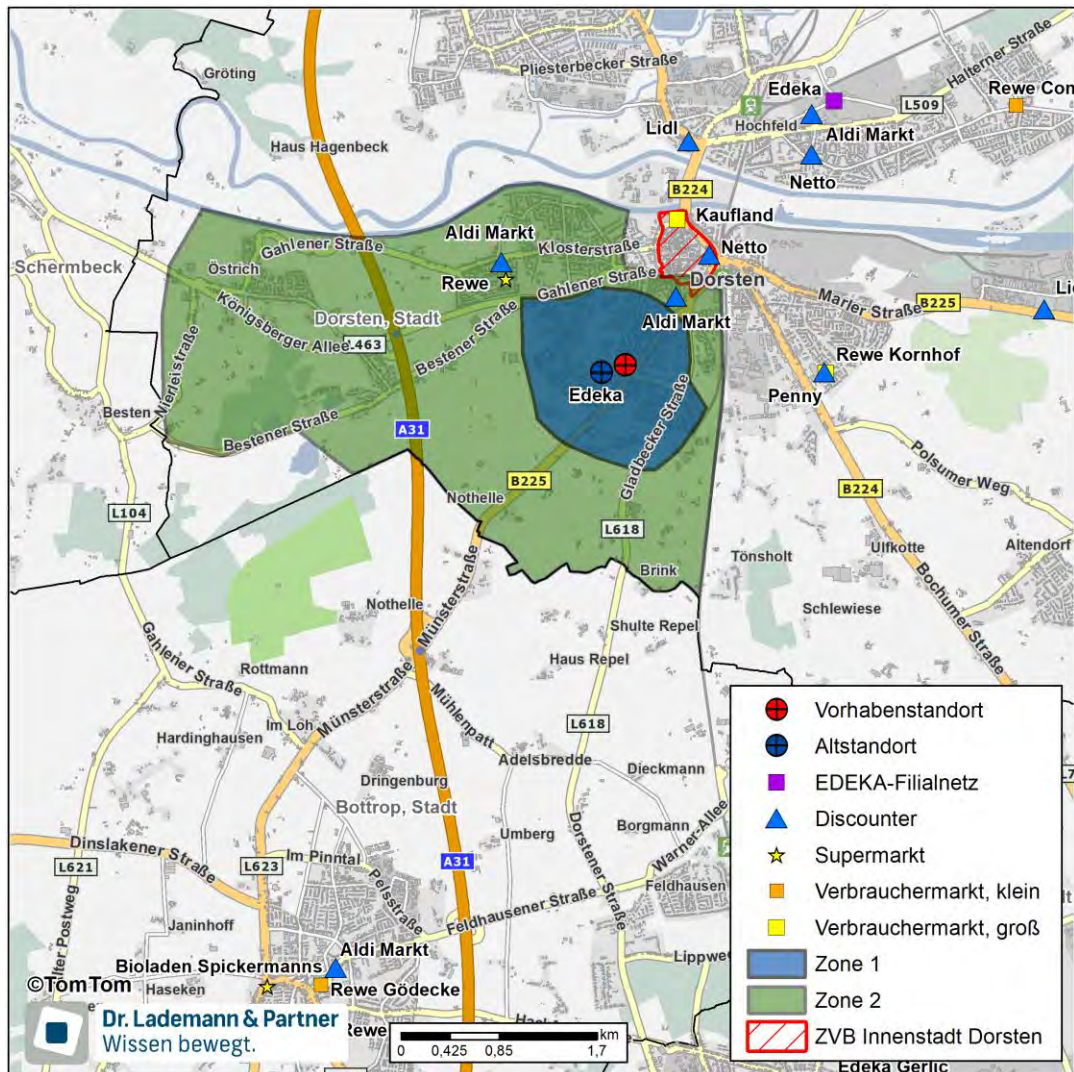 Gröting
Pliesterbecker Straße
Halterner Straße
Edeka
L509
Rewe Con
Hochfeld
Aldi Markt
Lidl
Netto
Haus Hagenbeck
B224
Kaufland
Netto
Klosterstraße
Gahlener Straße
Aldi Markt
Östrich
Schermbeck
Rewe
Gahlener Straße
Dorsten
Königsberger Allee
Dorsten, Stadt
L463
Bestener Straße
Aldi Markt
Marler Straße
B225
Rewe Kornhof
Penny
Nierleistraße
Edeka
Besten
Bestener Straße
A31
Gladbecker Straße
Polsumer Weg
B225
B224
Nothelle
L104
L618
Ulfkotte
Altendorf
Tönsholt
Brink
Schlewiese
Bochumer Straße
Nothelle
Münsterstraße
Shulte Repel
Gahlener Straße
Rottmann
Haus Repel
Münsterstraße
Im Loh
Mühlenpatt
L618
Hardinghausen
Adelsbredde
Dieckmann
Dringenburg
Bottrop, Stadt
Umberg
Borgmann
Warner-Allee
Dorstener Straße
Dinslakener Straße
Im Pinntal
A31
L621
L623
Pelsstraße
Feldhausener Straße
Feldhausen
Janinhoff
Aldi Markt
Lippwe
Bioladen Spickermanns
Haseken
Rewe Gödecke
Rewe
Edeka Gerlic
Vorhabenstandort
Altstandort
EDEKA-Filialnetz
Discounter
Supermarkt
Verbrauchermarkt, klein
Verbrauchermarkt, groß
Zone 1
Zone 2
ZVB Innenstadt Dorsten
©TomTom
Dr. Lademann & Partner
Wissen bewegt.
km
0 0,425 0,85 1,7